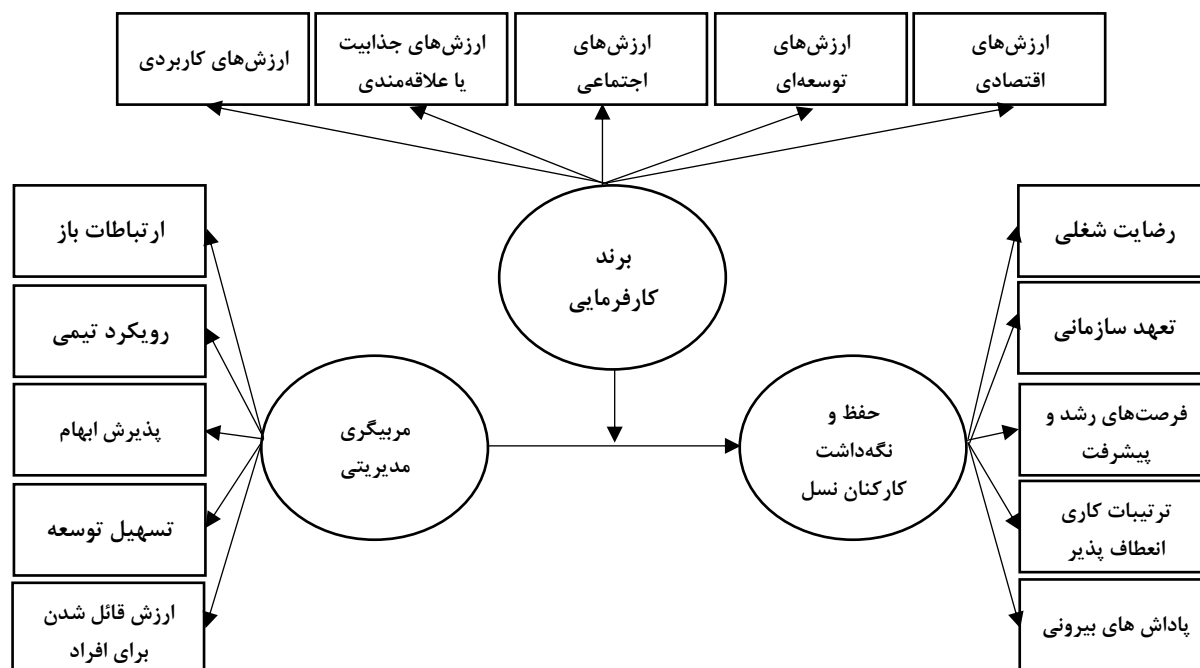 ارزش‌های
اقتصادی
ارزش‌های
توسعه‌ای
ارزش‌های
اجتماعی
ارزش‌های جذابیت
یا علاقه‌مندی
ارزش‌های کاربردی
برند
کارفرمایی
رضایت شغلی
تعهد سازمانی
فرصت‌های رشد و
پیشرفت
ترتیبات کاری
انعطاف پذیر
پاداش های بیرونی
حفظ و
نگه‌داشت
کارکنان نسل
مربیگری
مدیریتی
ارتباطات باز
رویکرد تیمی
پذیرش ابهام
تسهیل توسعه
ارزش قائل شدن
برای افراد